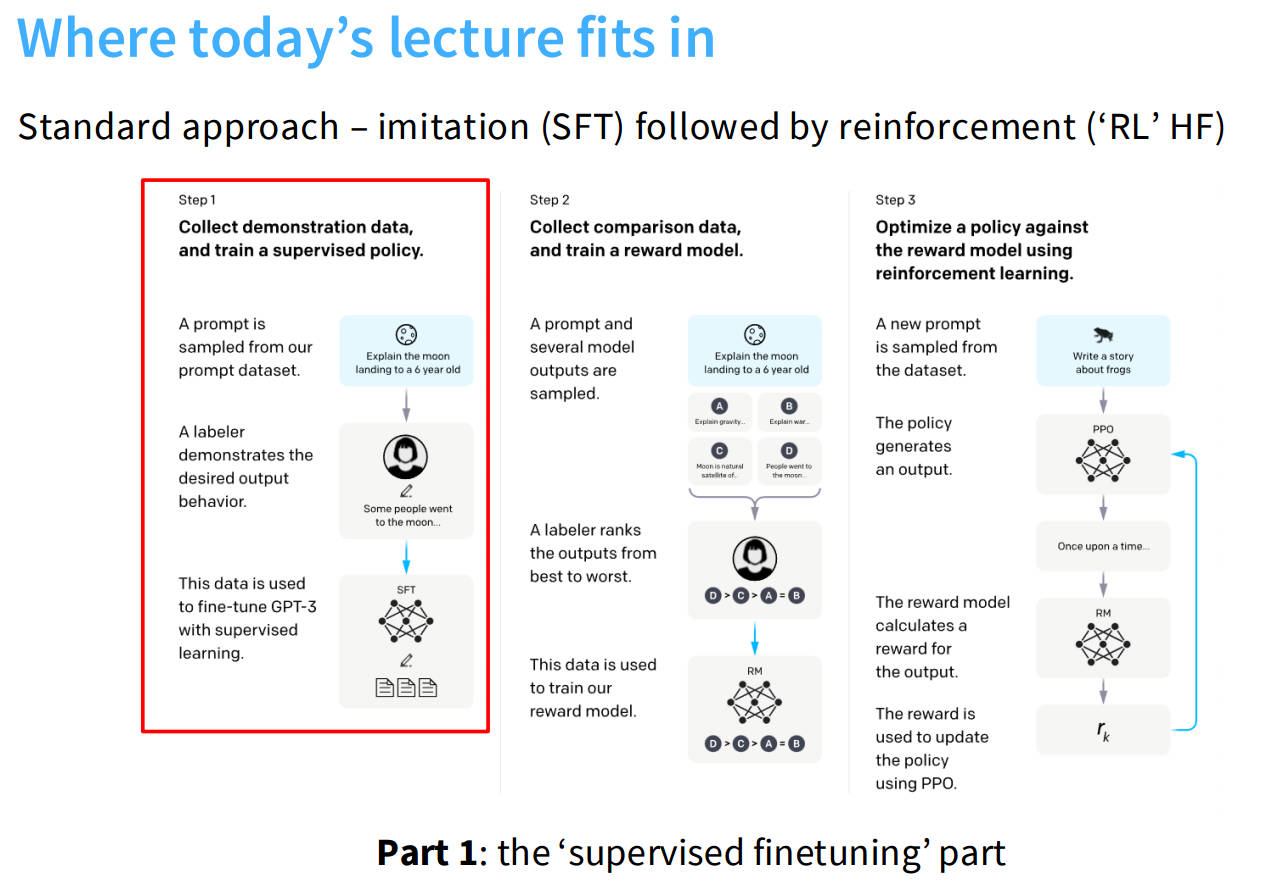 Where today’s lecture fits in
Standard approach – imitation (SFT) followed by reinforcement (‘RL’ HF)
Step 1
Collect demonstration data,
and train a supervised policy.
A prompt is
sampled from our
prompt dataset.
Explain the moon
landing to a 6 year old
A labeler
demonstrates the
desired output
behavior.
Some people went
to the moon...
This data is used
to fine-tune GPT-3
with supervised
learning.
SFT
Step 2
Collect comparison data,
and train a reward model.
A prompt and
several model
outputs are
sampled.
Explain the moon
landing to a 6 year old
A
Explain gravity...
B
Explain war...
C
Moon is natural
satellite of...
D
People went to
the moon...
A labeler ranks
the outputs from
best to worst.
D > C > A = B
This data is used
to train our
reward model.
RM
D > C > A = B
Step 3
Optimize a policy against
the reward model using
reinforcement learning.
A new prompt
is sampled from
the dataset.
Write a story
about frogs
The policy
generates
an output.
PPO
Once upon a time...
The reward model
calculates a
reward for
the output.
RM
The reward is
used to update
the policy
using PPO.
rk
Part 1: the ‘supervised finetuning’ part